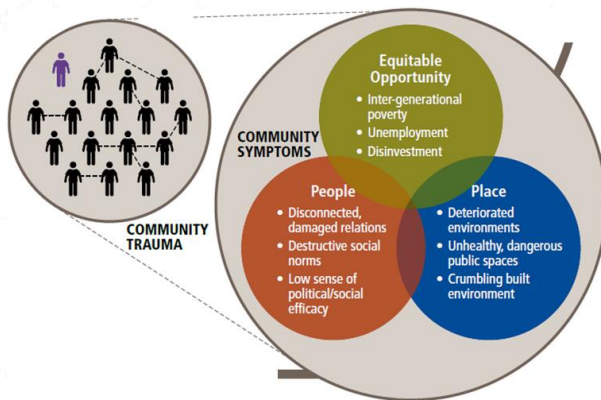 COMMUNITY
TRAUMA
COMMUNITY
SYMPTOMS
Equitable
Opportunity
• Inter-generational
poverty
• Unemployment
• Disinvestment
People
• Disconnected,
damaged relations
• Destructive social
norms
• Low sense of
political/social
efficacy
Place
• Deteriorated
environments
• Unhealthy, dangerous
public spaces
• Crumbling built
environment